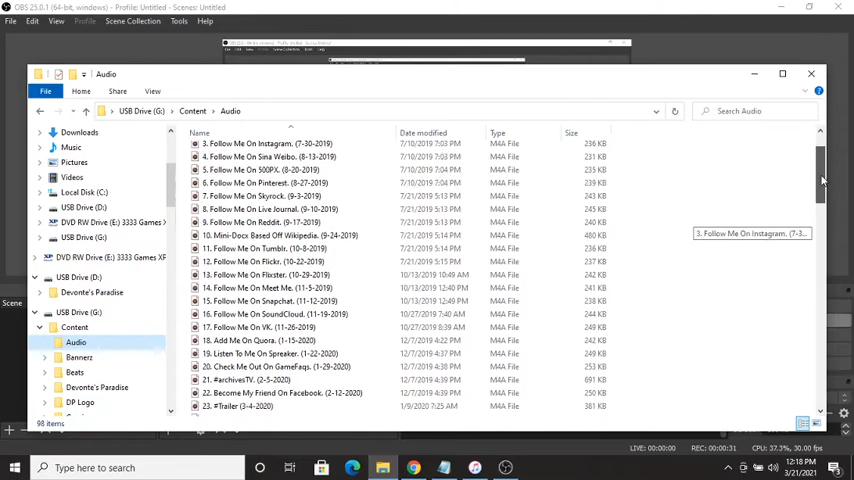 OBS 25.0.1 (64-bit, windows) - Profile: Untitled - Scenes: Untitled
File Edit View Profile Scene Collection Tools Help
Audio
File Home Share View
USB Drive (G:) Content Audio
Search Audio
Name Date modified Type Size
Downloads
Music
Pictures
Videos
Local Disk (C:)
USB Drive (D:)
DVD RW Drive (E:) 3333 Games X
USB Drive (G:)
DVD RW Drive (E:) 3333 Games XP
USB Drive (D:)
Devonte's Paradise
USB Drive (G:)
Content
Audio
Bannerz
Beats
Devonte's Paradise
DP Logo
3. Follow Me On Instagram. (7-30-2019) 7/10/2019 7:03 PM M4A File 236 KB
4. Follow Me On Sina Weibo. (8-13-2019) 7/10/2019 7:03 PM M4A File 231 KB
5. Follow Me On 500PX. (8-20-2019) 7/10/2019 7:04 PM M4A File 235 KB
6. Follow Me On Pinterest. (8-27-2019) 7/10/2019 7:04 PM M4A File 239 KB
7. Follow Me On Skyrock. (9-3-2019) 7/21/2019 5:13 PM M4A File 243 KB
8. Follow Me On Live Journal. (9-10-2019) 7/21/2019 5:13 PM M4A File 245 KB
9. Follow Me On Reddit. (9-17-2019) 7/21/2019 5:13 PM M4A File 240 KB
10. Mini-Docx Based Off Wikipedia. (9-24-2019) 7/21/2019 5:14 PM M4A File 480 KB
11. Follow Me On Tumblr. (10-8-2019) 7/21/2019 5:14 PM M4A File 236 KB
12. Follow Me On Flickr. (10-22-2019) 7/21/2019 5:15 PM M4A File 237 KB
13. Follow Me On Flixster. (10-29-2019) 10/13/2019 10:49 AM M4A File 242 KB
14. Follow Me On Meet Me. (11-5-2019) 10/13/2019 12:40 PM M4A File 241 KB
15. Follow Me On Snapchat. (11-12-2019) 10/13/2019 12:49 PM M4A File 238 KB
16. Follow Me On SoundCloud. (11-19-2019) 10/27/2019 7:40 AM M4A File 244 KB
17. Follow Me On VK. (11-26-2019) 10/27/2019 8:39 AM M4A File 249 KB
18. Add Me On Quora. (1-15-2020) 12/7/2019 4:22 PM M4A File 240 KB
19. Listen To Me On Spreaker. (1-22-2020) 12/7/2019 4:37 PM M4A File 249 KB
20. Check Me Out On GameFaqs. (1-29-2020) 12/7/2019 4:38 PM M4A File 253 KB
21. #archivesTV. (2-5-2020) 12/7/2019 4:39 PM M4A File 691 KB
22. Become My Friend On Facebook. (2-12-2020) 12/7/2019 4:39 PM M4A File 250 KB
23. #Trailer (3-4-2020) 1/9/2020 7:25 AM M4A File 381 KB
3. Follow Me On Instagram. (7-3...
98 items
Scene
LIVE: 00:00:00 REC: 00:00:31 CPU: 37.3%, 30.00 fps
Type here to search
12:18 PM
3/21/2021
3